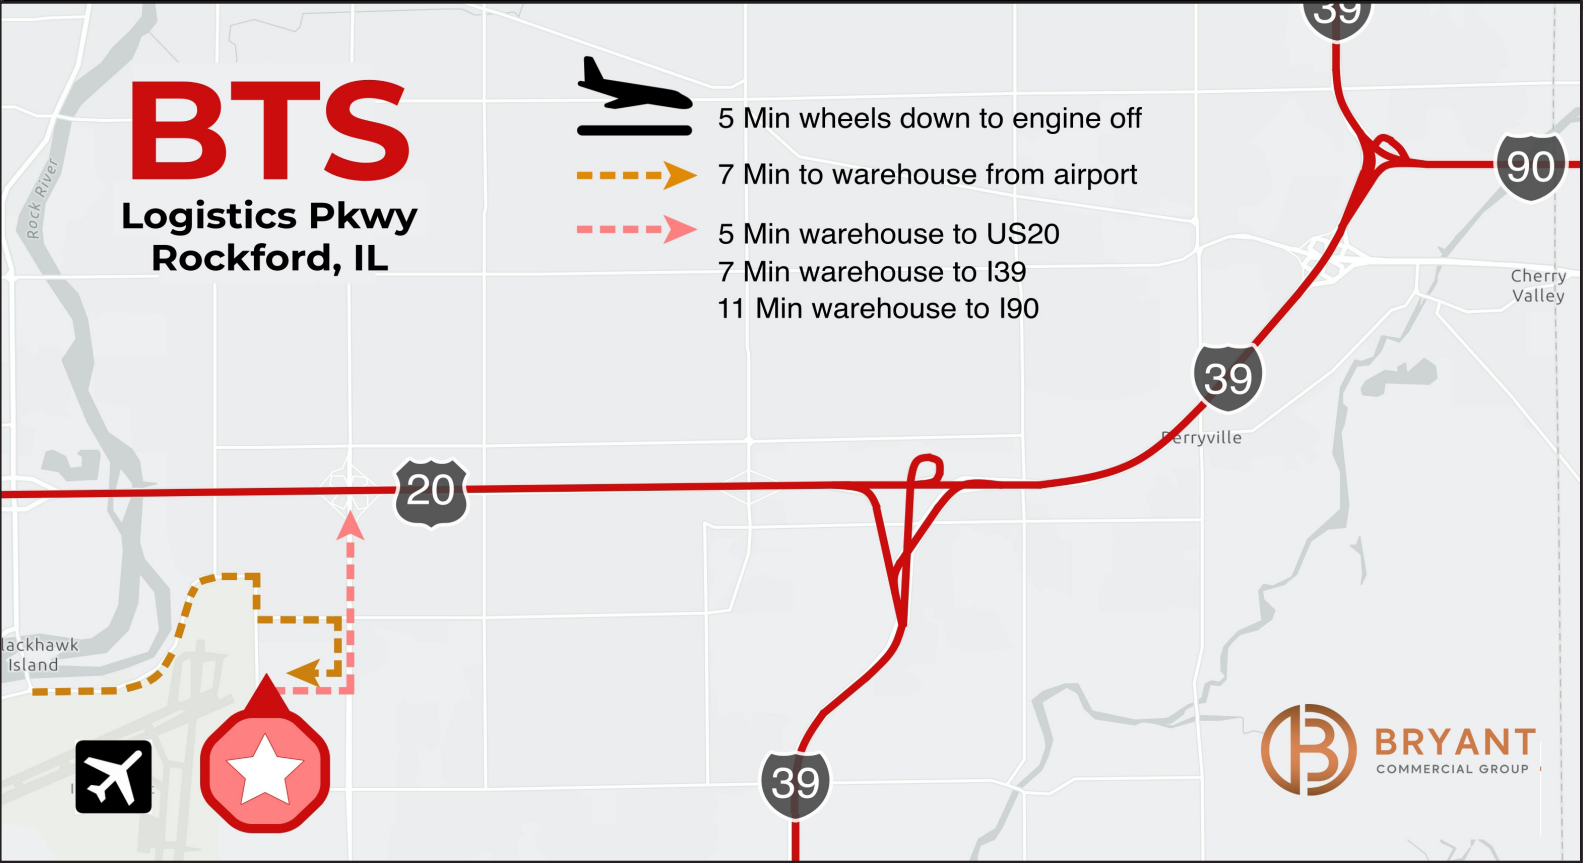 BTS
Logistics Pkwy
Rockford, IL
5 Min wheels down to engine off
7 Min to warehouse from airport
5 Min warehouse to US20
7 Min warehouse to I39
11 Min warehouse to I90
39
90
Rock River
Cherry
Valley
39
Perryville
20
lackhawk
Island
39
BRYANT
COMMERCIAL GROUP